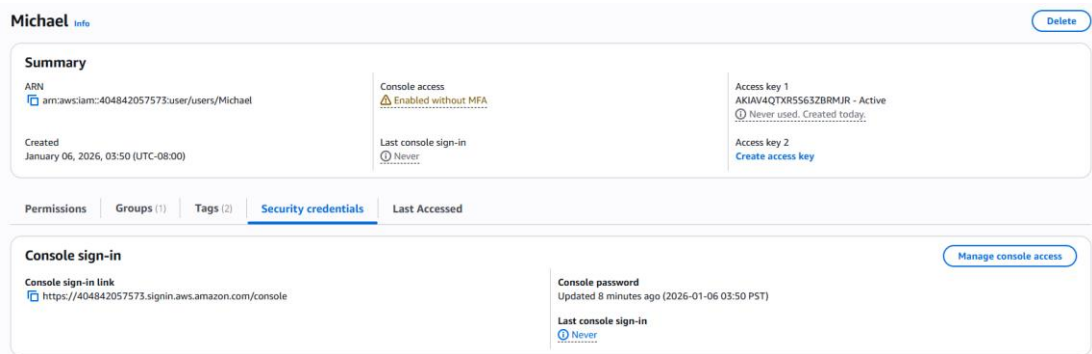 Michael Info
Delete
Summary
ARN
arn:aws:iam::404842057573:user/users/Michael
Console access
Enabled without MFA
Access key 1
AKIAV4QTXR5S63ZBRMJR - Active
Never used. Created today.
Created
January 06, 2026, 03:50 (UTC-08:00)
Last console sign-in
Never
Access key 2
Create access key
Permissions
Groups (1)
Tags (2)
Security credentials
Last Accessed
Console sign-in
Manage console access
Console sign-in link
https://404842057573.signin.aws.amazon.com/console
Console password
Updated 8 minutes ago (2026-01-06 03:50 PST)
Last console sign-in
Never